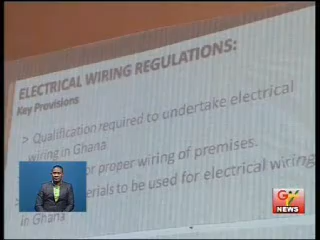 ELECTRICAL WIRING REGULATIONS:
Key Provisions
> Qualification required to undertake electrical
wiring in Ghana
for proper wiring of premises.
erials to be used for electrical wiring
in Ghana
GTV
NEWS